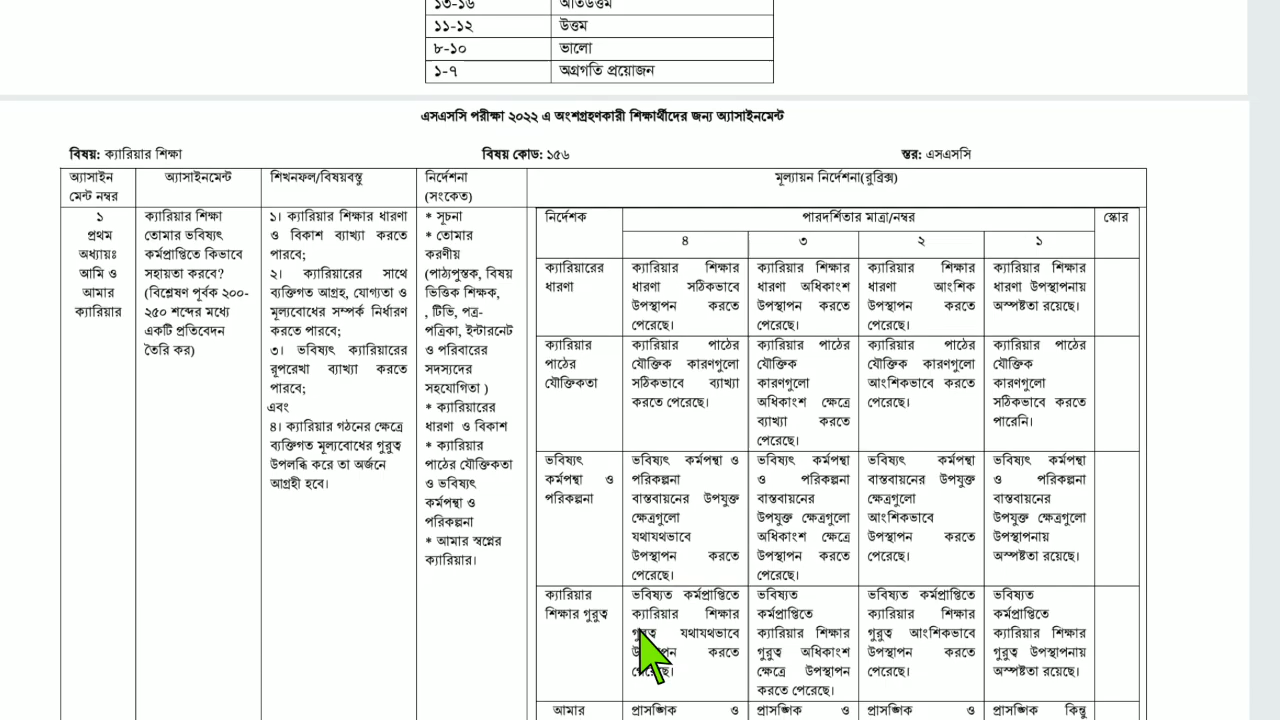 ১৩-১৬ অতিউত্তম
১১-১২ উত্তম
৮-১০ ভালো
১-৭ অগ্রগতি প্রয়োজন
এসএসসি পরীক্ষা ২০২২ এ অংশগ্রহণকারী শিক্ষার্থীদের জন্য অ্যাসাইনমেন্ট
বিষয়: ক্যারিয়ার শিক্ষা বিষয় কোড: ১৫৬ স্তর: এসএসসি
অ্যাসাইন
মেন্ট নম্বর
অ্যাসাইনমেন্ট
শিখনফল/বিষয়বস্তু
নির্দেশনা
(সংকেত)
মূল্যায়ন নির্দেশনা(রুব্রিক্স)
১
প্রথম
অধ্যায়ঃ
আমি ও
আমার
ক্যারিয়ার
ক্যারিয়ার শিক্ষা
তোমার ভবিষ্যৎ
কর্মপ্রাপ্তিতে কিভাবে
সহায়তা করবে?
(বিশ্লেষণ পূর্বক ২০০-
২৫০ শব্দের মধ্যে
একটি প্রতিবেদন
তৈরি কর)
১। ক্যারিয়ার শিক্ষার ধারণা
ও বিকাশ ব্যাখ্যা করতে
পারবে;
২। ক্যারিয়ারের সাথে
ব্যক্তিগত আগ্রহ, যোগ্যতা ও
মূল্যবোধের সম্পর্ক নির্ধারণ
করতে পারবে;
৩। ভবিষ্যৎ ক্যারিয়ারের
রূপরেখা ব্যাখ্যা করতে
পারবে;
এবং
৪। ক্যারিয়ার গঠনের ক্ষেত্রে
ব্যক্তিগত মূল্যবোধের গুরুত্ব
উপলব্ধি করে তা অর্জনে
আগ্রহী হবে।
* সূচনা
* তোমার
করণীয়
(পাঠ্যপুস্তক, বিষয়
ভিত্তিক শিক্ষক,
, টিভি, পত্র-
পত্রিকা, ইন্টারনেট
ও পরিবারের
সদস্যদের
সহযোগিতা )
* ক্যারিয়ারের
ধারণা ও বিকাশ
* ক্যারিয়ার
পাঠের যৌক্তিকতা
ও ভবিষ্যৎ
কর্মপন্থা ও
পরিকল্পনা
* আমার স্বপ্নের
ক্যারিয়ার।
নির্দেশক পারদর্শিতার মাত্রা/নম্বর স্কোর
৪ ৩ ২ ১
ক্যারিয়ারের
ধারণা
ক্যারিয়ার শিক্ষার
ধারণা সঠিকভাবে
উপস্থাপন করতে
পেরেছে।
ক্যারিয়ার শিক্ষার
ধারণা অধিকাংশ
উপস্থাপন করতে
পেরেছে।
ক্যারিয়ার শিক্ষার
ধারণা আংশিক
উপস্থাপন করতে
পেরেছে।
ক্যারিয়ার শিক্ষার
ধারণা উপস্থাপনায়
অস্পষ্টতা রয়েছে।
ক্যারিয়ার
পাঠের
যৌক্তিকতা
ক্যারিয়ার পাঠের
যৌক্তিক কারণগুলো
সঠিকভাবে ব্যাখ্যা
করতে পেরেছে।
ক্যারিয়ার পাঠের
যৌক্তিক
কারণগুলো
অধিকাংশ ক্ষেত্রে
ব্যাখ্যা করতে
পেরেছে।
ক্যারিয়ার পাঠের
যৌক্তিক কারণগুলো
আংশিকভাবে করতে
পেরেছে।
ক্যারিয়ার পাঠের
যৌক্তিক
কারণগুলো
সঠিকভাবে করতে
পারেনি।
ভবিষ্যৎ
কর্মপন্থা ও
পরিকল্পনা
ভবিষ্যৎ কর্মপন্থা ও
পরিকল্পনা
বাস্তবায়নের উপযুক্ত
ক্ষেত্রগুলো
যথাযথভাবে
উপস্থাপন করতে
পেরেছে।
ভবিষ্যৎ কর্মপন্থা
ও পরিকল্পনা
বাস্তবায়নের
উপযুক্ত ক্ষেত্রগুলো
অধিকাংশ ক্ষেত্রে
উপস্থাপন করতে
পেরেছে।
ভবিষ্যৎ কর্মপন্থা
বাস্তবায়নের উপযুক্ত
ক্ষেত্রগুলো
আংশিকভাবে
উপস্থাপন করতে
পেরেছে।
ভবিষ্যৎ কর্মপন্থা
ও পরিকল্পনা
বাস্তবায়নের
উপযুক্ত ক্ষেত্রগুলো
উপস্থাপনায়
অস্পষ্টতা রয়েছে।
ক্যারিয়ার
শিক্ষার গুরুত্ব
ভবিষ্যত কর্মপ্রাপ্তিতে
ক্যারিয়ার শিক্ষার
গুরুত্ব যথাযথভাবে
করতে
ভবিষ্যত
কর্মপ্রাপ্তিতে
ক্যারিয়ার শিক্ষার
গুরুত্ব অধিকাংশ
ক্ষেত্রে উপস্থাপন
করতে পেরেছে।
ভবিষ্যত কর্মপ্রাপ্তিতে
ক্যারিয়ার শিক্ষার
গুরুত্ব আংশিকভাবে
উপস্থাপন করতে
পেরেছে।
ভবিষ্যত
কর্মপ্রাপ্তিতে
ক্যারিয়ার শিক্ষার
গুরুত্ব উপস্থাপনায়
অস্পষ্টতা রয়েছে।
আমার
প্রাসঙ্গিক ও
প্রাসঙ্গিক ও
প্রাসঙ্গিক ও
প্রাসঙ্গিক কিন্তু